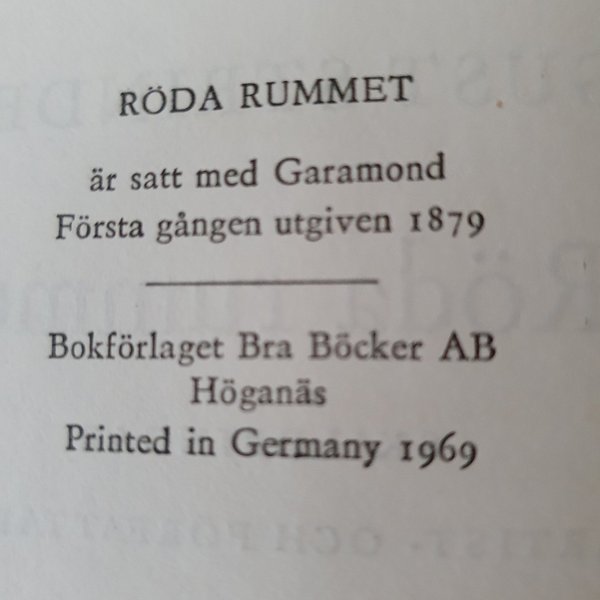 RÖDA RUMMET
är satt med Garamond
Första gången utgiven 1879
Bokförlaget Bra Böcker AB
Höganäs
Printed in Germany 1969